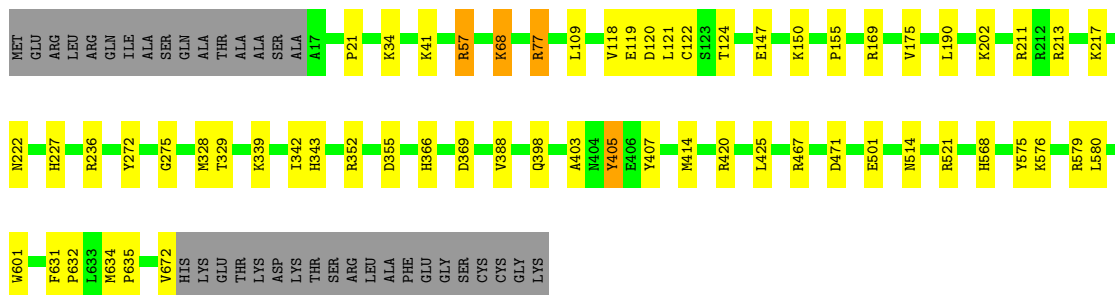 MET GLU ARG LEU ARG GLN ILE ALA SER GLN ALA THR ALA ALA SER ALA A17 P21 K34 K41 R57 K68 R77 L109 V118 E119 D120 L121 C122 S123 T124 E147 K150 P155 R169 V175 L190 K202 R211 R212 R213 K217
N222 H227 R236 Y272 G275 M328 T329 K339 I342 H343 R352 D355 H366 D369 V388 Q398 A403 N404 Y405 E406 Y407 M414 R420 L425 R467 D471 E501 N514 R521 H568 Y575 K576 R579 L580
W601 F631 P632 L633 M634 P635 V672 HIS LYS GLU THR LYS ASP LYS THR SER ARG LEU ALA PHE GLU GLY SER CYS CYS GLY LYS